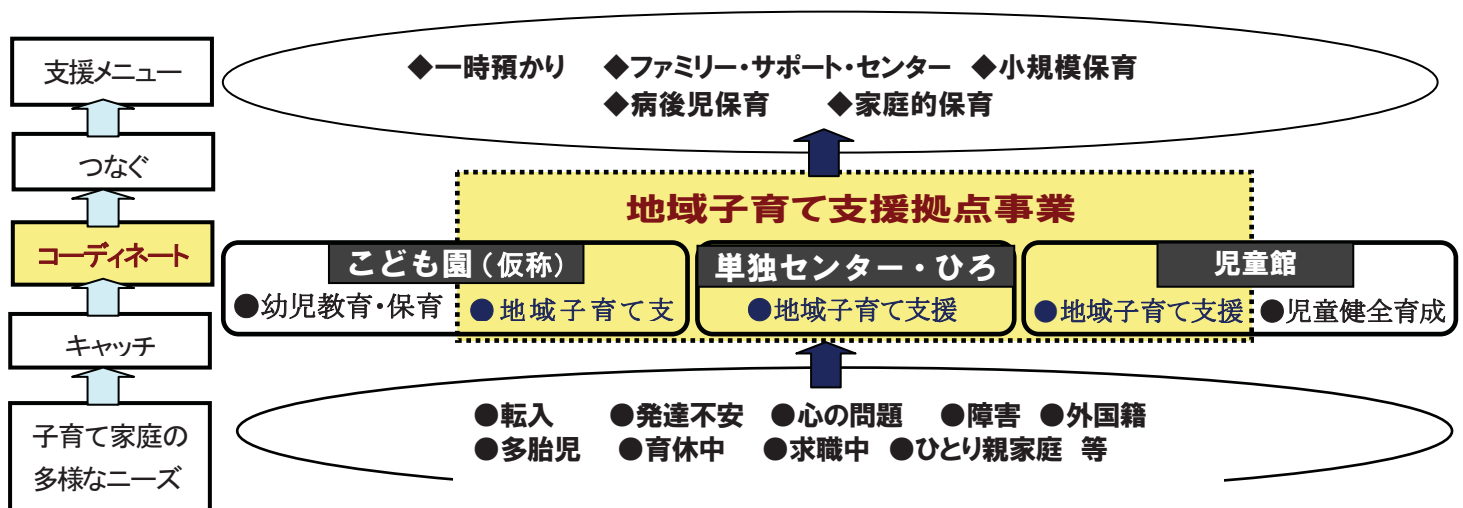 支援メニュー
つなぐ
コーディネート
キャッチ
子育て家庭の
多様なニーズ
◆一時預かり ◆ファミリー・サポート・センター ◆小規模保育
◆病後児保育 ◆家庭的保育
地域子育て支援拠点事業
こども園（仮称）
●幼児教育・保育 ●地域子育て支
単独センター・ひろ
●地域子育て支援
児童館
●地域子育て支援 ●児童健全育成
●転入 ●発達不安 ●心の問題 ●障害 ●外国籍
●多胎児 ●育休中 ●求職中 ●ひとり親家庭 等